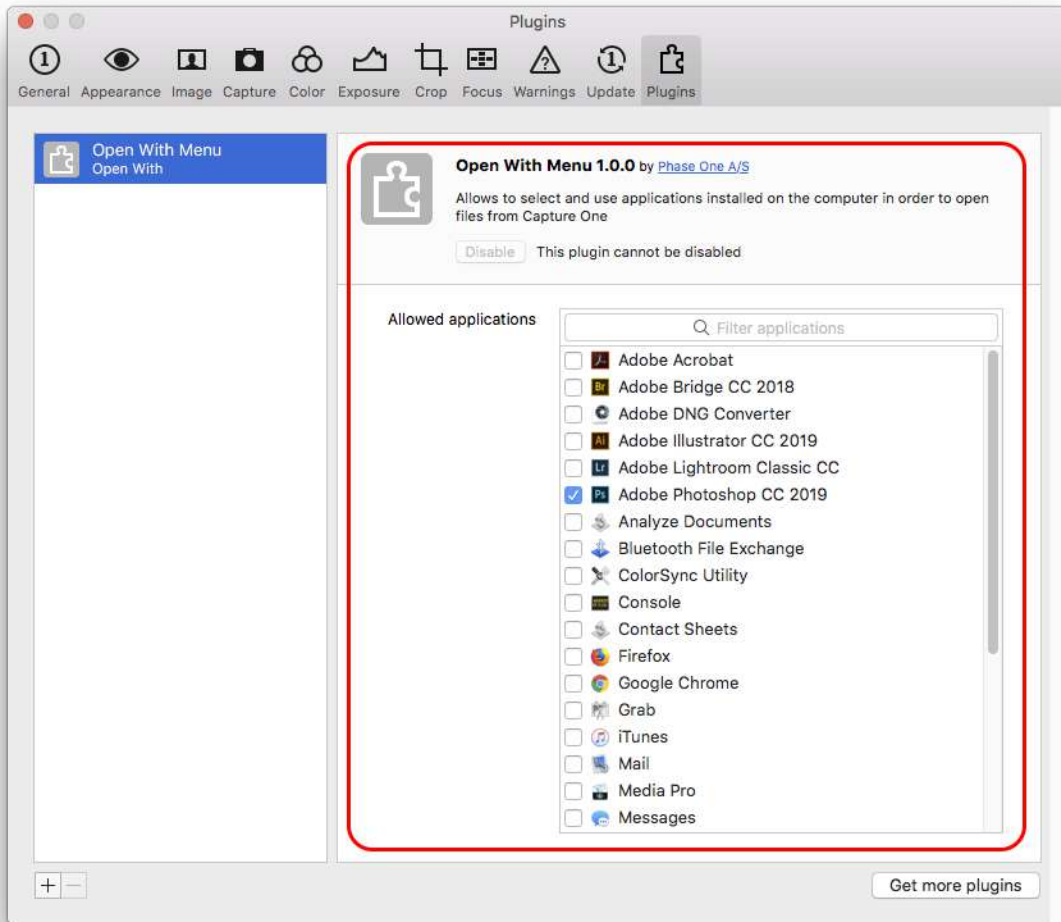 Plugins
General Appearance Image Capture Color Exposure Crop Focus Warnings Update Plugins
Open With Menu
Open With
Open With Menu 1.0.0 by Phase One A/S
Allows to select and use applications installed on the computer in order to open
files from Capture One
Disable This plugin cannot be disabled
Allowed applications
Filter applications
Adobe Acrobat
Br Adobe Bridge CC 2018
Adobe DNG Converter
Ai Adobe Illustrator CC 2019
Lr Adobe Lightroom Classic CC
Ps Adobe Photoshop CC 2019
Analyze Documents
Bluetooth File Exchange
ColorSync Utility
Console
Contact Sheets
Firefox
Google Chrome
Grab
iTunes
Mail
Media Pro
Messages
Get more plugins